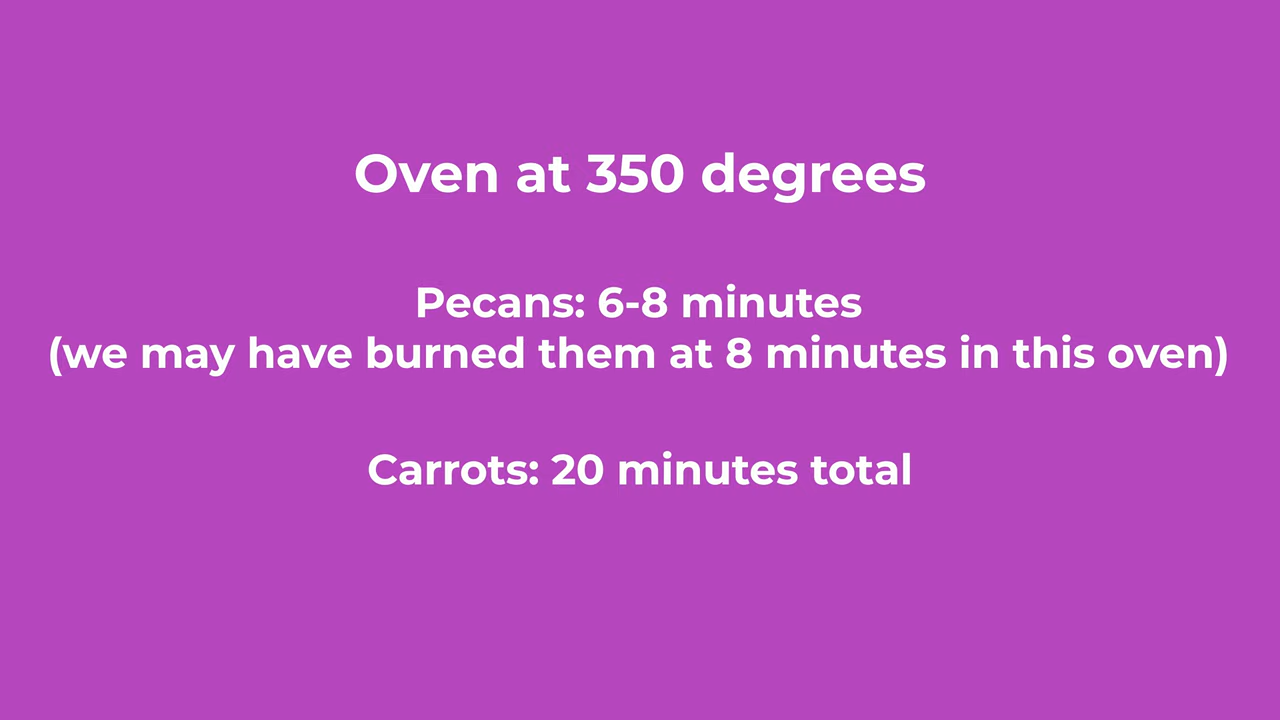 Oven at 350 degrees
Pecans: 6-8 minutes
(we may have burned them at 8 minutes in this oven)
Carrots: 20 minutes total